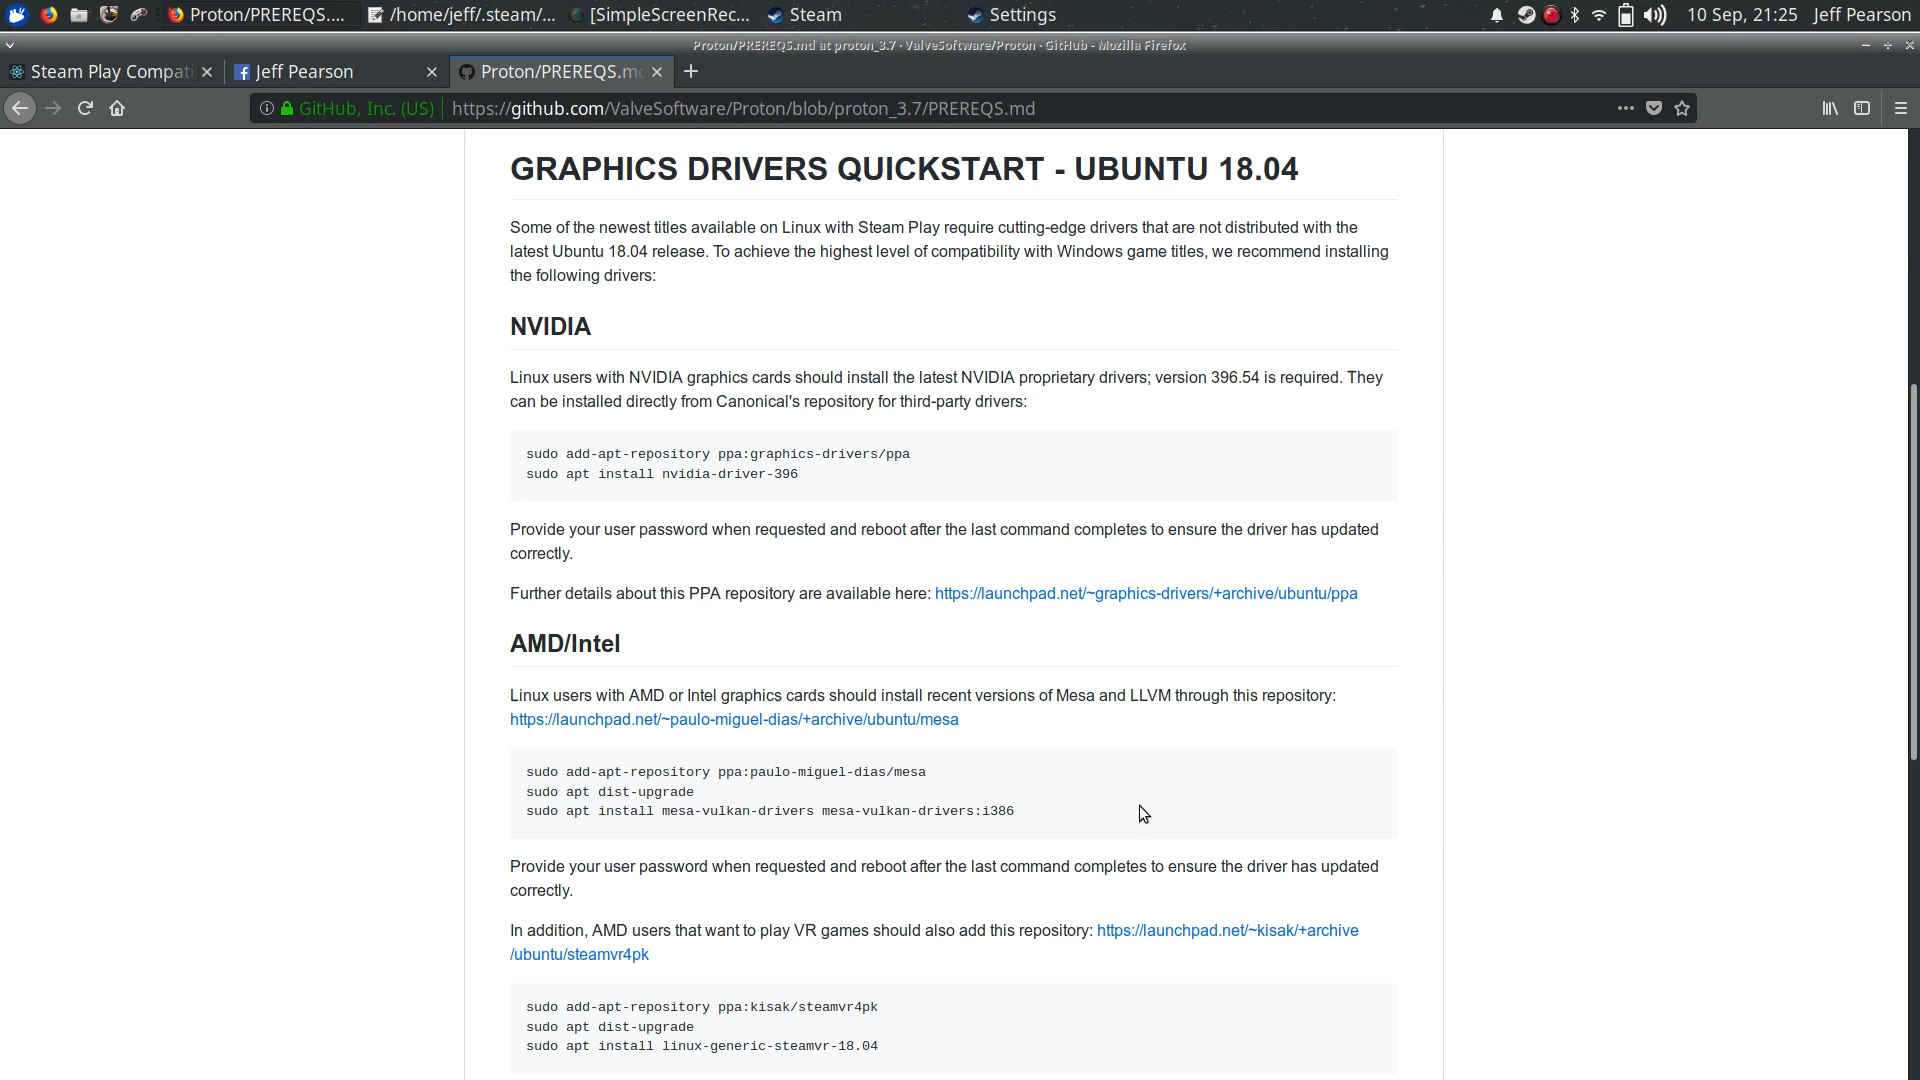 Proton/PREREQS....
/home/jeff/.steam/...
[SimpleScreenRec...
Steam
Settings
10 Sep, 21:25
Jeff Pearson
Proton/PREREQS.md at proton_3.7 · ValveSoftware/Proton · GitHub - Mozilla Firefox
Steam Play Compati
Jeff Pearson
Proton/PREREQS.md
GitHub, Inc. (US)
https://github.com/ValveSoftware/Proton/blob/proton_3.7/PREREQS.md
GRAPHICS DRIVERS QUICKSTART - UBUNTU 18.04
Some of the newest titles available on Linux with Steam Play require cutting-edge drivers that are not distributed with the
latest Ubuntu 18.04 release. To achieve the highest level of compatibility with Windows game titles, we recommend installing
the following drivers:
NVIDIA
Linux users with NVIDIA graphics cards should install the latest NVIDIA proprietary drivers; version 396.54 is required. They
can be installed directly from Canonical's repository for third-party drivers:
sudo add-apt-repository ppa:graphics-drivers/ppa
sudo apt install nvidia-driver-396
Provide your user password when requested and reboot after the last command completes to ensure the driver has updated
correctly.
Further details about this PPA repository are available here: https://launchpad.net/~graphics-drivers/+archive/ubuntu/ppa
AMD/Intel
Linux users with AMD or Intel graphics cards should install recent versions of Mesa and LLVM through this repository:
https://launchpad.net/~paulo-miguel-dias/+archive/ubuntu/mesa
sudo add-apt-repository ppa:paulo-miguel-dias/mesa
sudo apt dist-upgrade
sudo apt install mesa-vulkan-drivers mesa-vulkan-drivers:i386
Provide your user password when requested and reboot after the last command completes to ensure the driver has updated
correctly.
In addition, AMD users that want to play VR games should also add this repository: https://launchpad.net/~kisak/+archive
/ubuntu/steamvr4pk
sudo add-apt-repository ppa:kisak/steamvr4pk
sudo apt dist-upgrade
sudo apt install linux-generic-steamvr-18.04